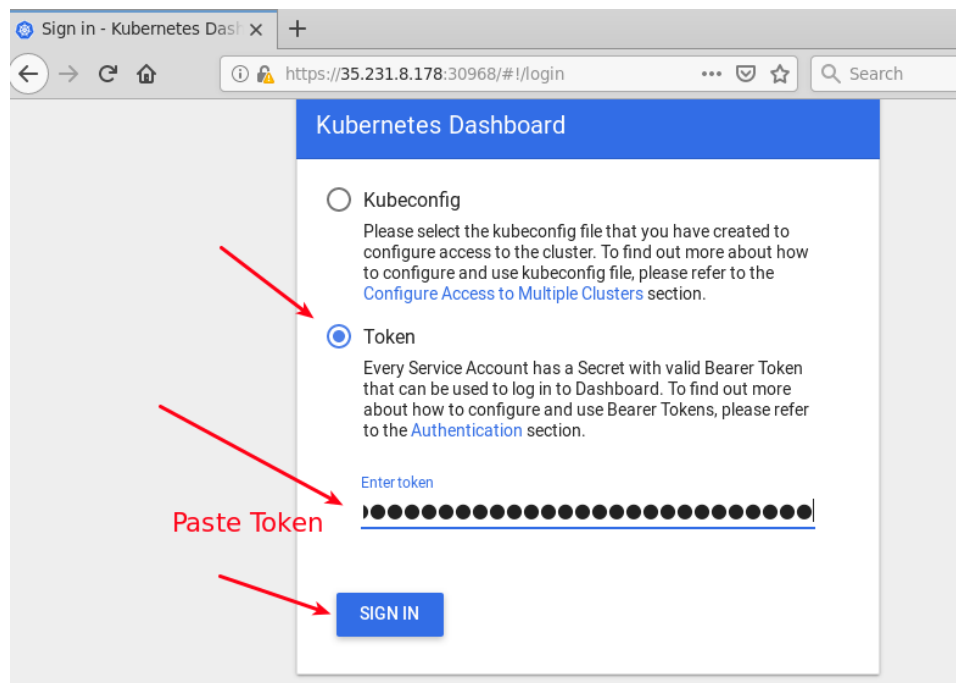 Sign in - Kubernetes Dash
https://35.231.8.178:30968/#!/login
Search
Kubernetes Dashboard
Kubeconfig
Please select the kubeconfig file that you have created to
configure access to the cluster. To find out more about how
to configure and use kubeconfig file, please refer to the
Configure Access to Multiple Clusters section.
Token
Every Service Account has a Secret with valid Bearer Token
that can be used to log in to Dashboard. To find out more
about how to configure and use Bearer Tokens, please refer
to the Authentication section.
Enter token
Paste Token
SIGN IN